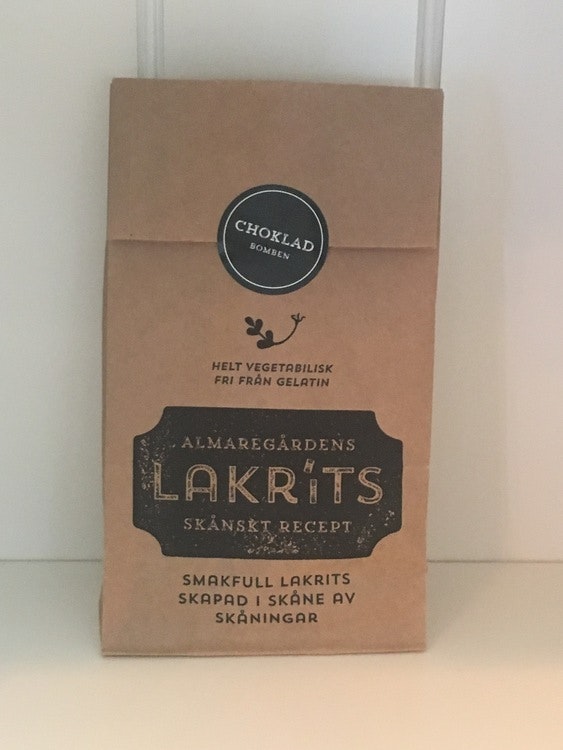 CHOKLAD
BOMBEN
HELT VEGETABILISK
FRI FRÅN GELATIN
ALMAREGÅRDENS
LAKRITS
SKÅNSKT RECEPT
SMAKFULL LAKRITS
SKAPAD I SKÅNE AV
SKÅNINGAR